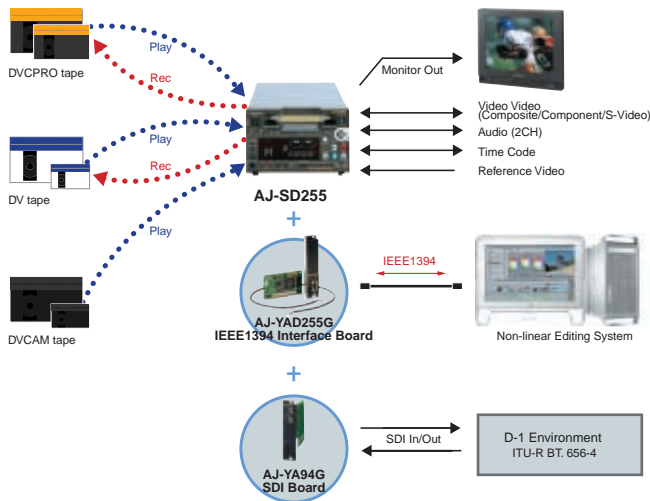 DVCPRO tape
Play
Rec
Monitor Out
Video Video
(Composite/Component/S-Video)
Audio (2CH)
Time Code
Reference Video
DV tape
Play
Rec
AJ-SD255
Play
+
DVCAM tape
IEEE1394
AJ-YAD255G
IEEE1394 Interface Board
Non-linear Editing System
+
SDI In/Out
D-1 Environment
ITU-R BT. 656-4
AJ-YA94G
SDI Board